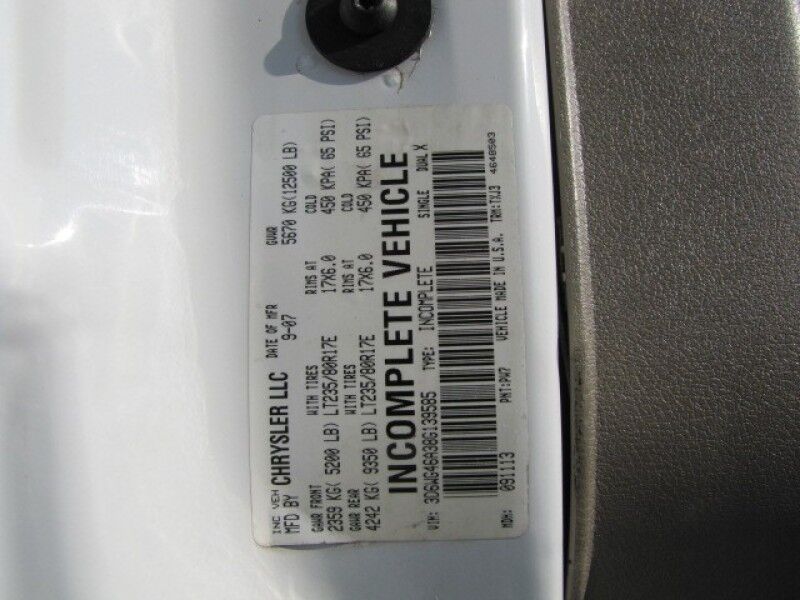 INC VEH
MFD BY CHRYSLER LLC DATE OF MFR 9-07 GVWR 5670 KG(12500 LB)
GAWR FRONT WITH TIRES RIMS AT COLD
2359 KG( 5200 LB) LT235/80R17E 17X6.0 450 KPA( 65 PSI)
GAWR REAR WITH TIRES RIMS AT COLD
4242 KG( 9350 LB) LT235/80R17E 17X6.0 450 KPA( 65 PSI)
INCOMPLETE VEHICLE
VIN: 3D6WG46A38G139585 TYPE: INCOMPLETE SINGLE DUAL X
MDH: 091113 PNT:PW7 VEHICLE MADE IN U.S.A. TRM:TXJ3 4648503